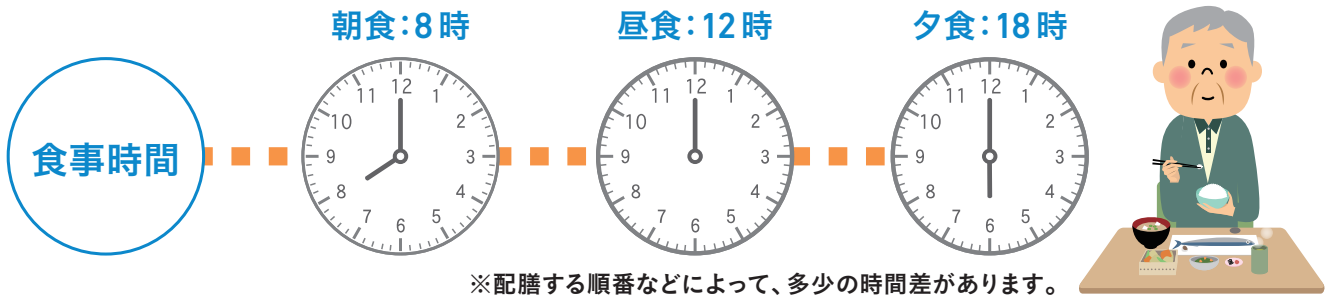 朝食：8時
昼食：12時
夕食：18時
食事時間
12 1 2 3 4 5 6 7 8 9 10 11
12 1 2 3 4 5 6 7 8 9 10 11
12 1 2 3 4 5 6 7 8 9 10 11
※配膳する順番などによって、多少の時間差があります。